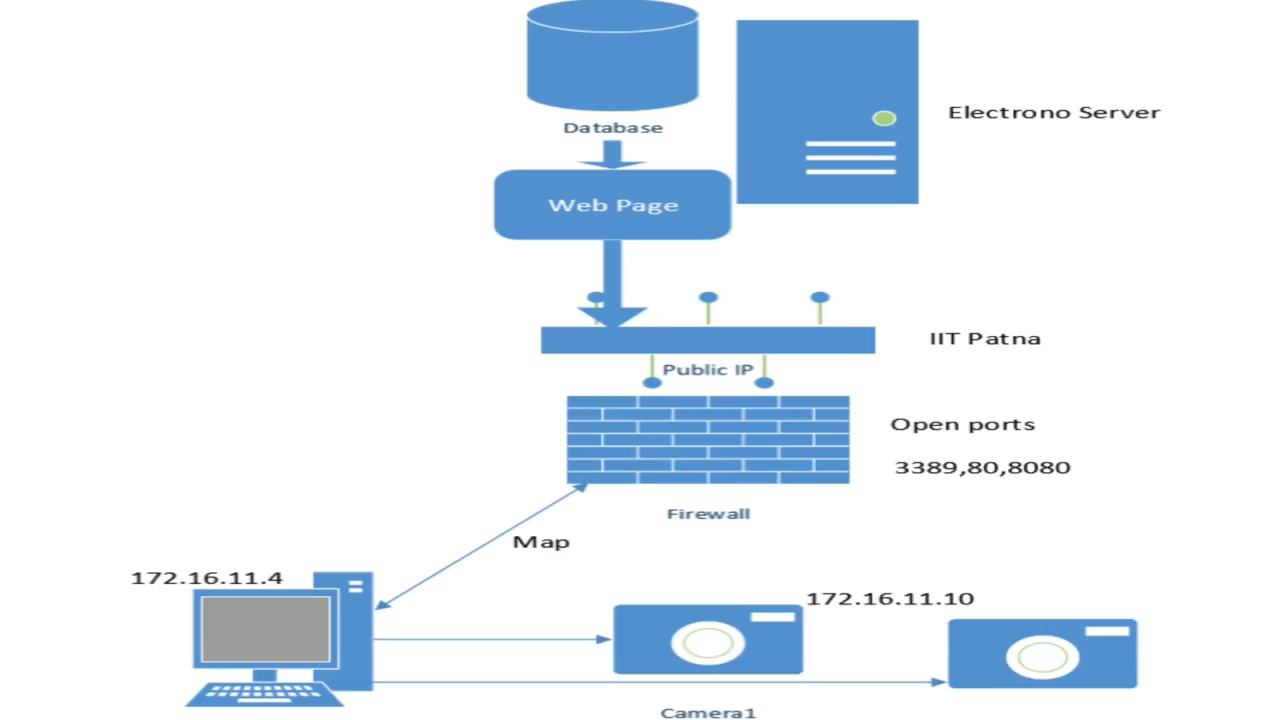 Database
Electrono Server
Web Page
IIT Patna
Public IP
Open ports
3389,80,8080
Firewall
Map
172.16.11.4
172.16.11.10
Camera1